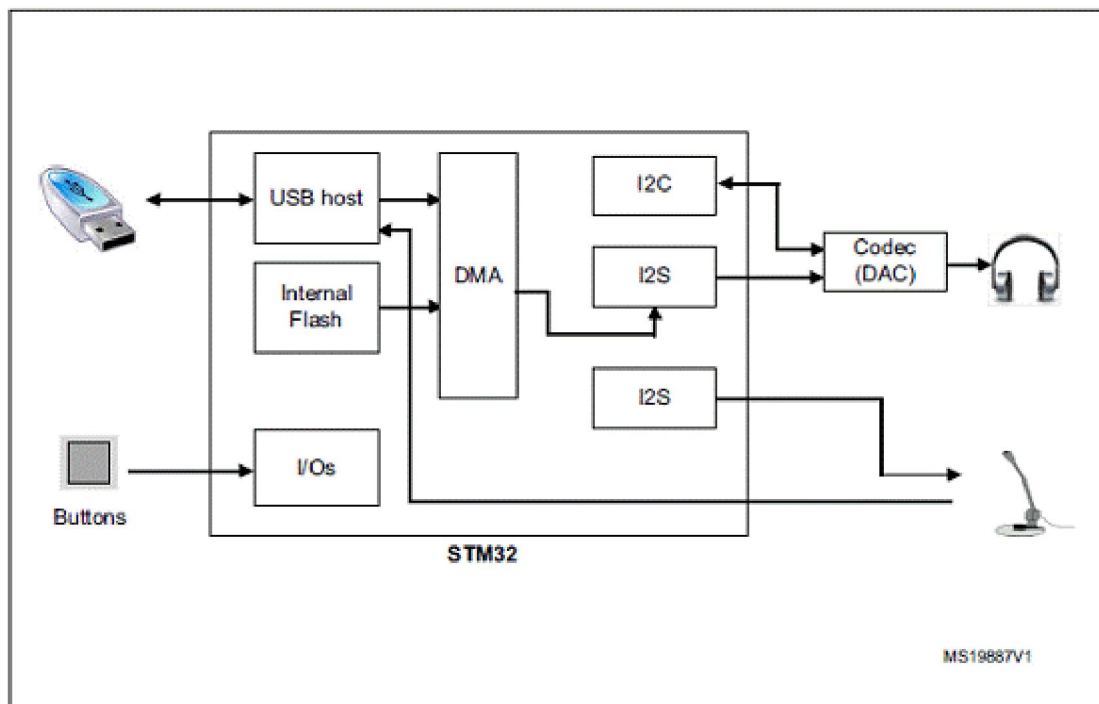 USB host
DMA
I2C
Codec
(DAC)
Internal
Flash
I2S
I2S
I/Os
Buttons
STM32
MS19887V1